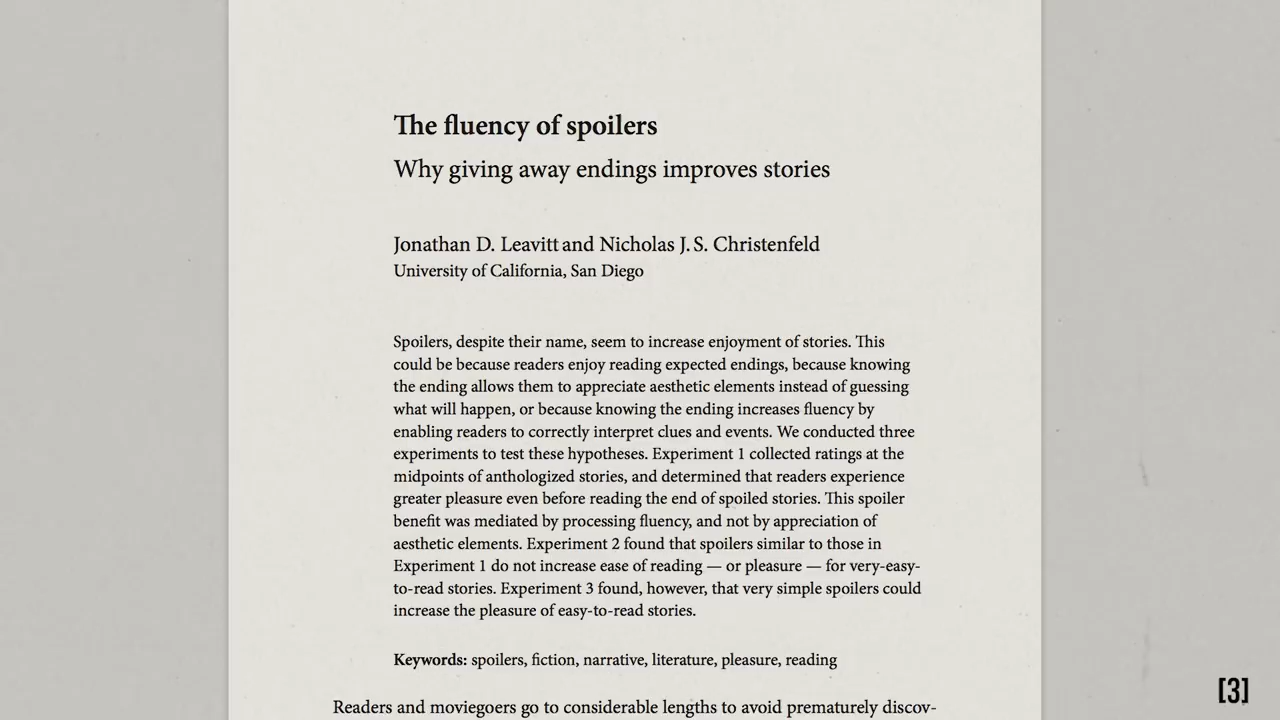 The fluency of spoilers
Why giving away endings improves stories
Jonathan D. Leavitt and Nicholas J. S. Christenfeld
University of California, San Diego
Spoilers, despite their name, seem to increase enjoyment of stories. This
could be because readers enjoy reading expected endings, because knowing
the ending allows them to appreciate aesthetic elements instead of guessing
what will happen, or because knowing the ending increases fluency by
enabling readers to correctly interpret clues and events. We conducted three
experiments to test these hypotheses. Experiment 1 collected ratings at the
midpoints of anthologized stories, and determined that readers experience
greater pleasure even before reading the end of spoiled stories. This spoiler
benefit was mediated by processing fluency, and not by appreciation of
aesthetic elements. Experiment 2 found that spoilers similar to those in
Experiment 1 do not increase ease of reading — or pleasure — for very-easy-
to-read stories. Experiment 3 found, however, that very simple spoilers could
increase the pleasure of easy-to-read stories.
Keywords: spoilers, fiction, narrative, literature, pleasure, reading
Readers and moviegoers go to considerable lengths to avoid prematurely discov-
[3]